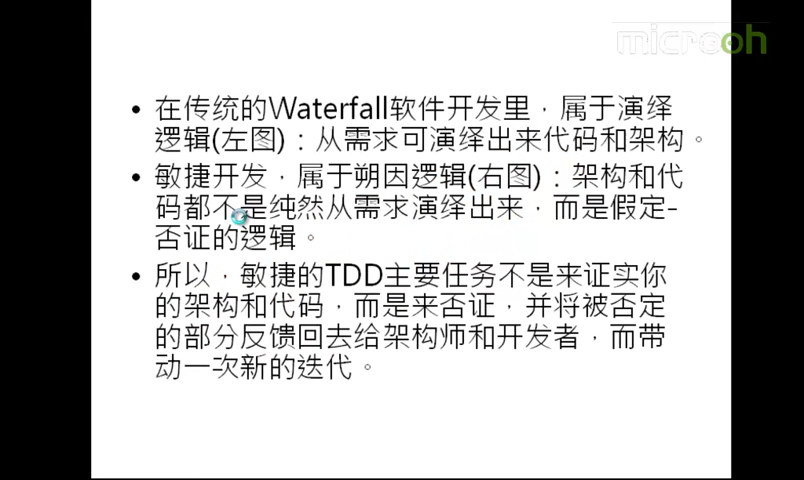 microoh
• 在传统的Waterfall软件开发里，属于演绎
逻辑(左图)：从需求可演绎出来代码和架构。
• 敏捷开发，属于朔因逻辑(右图)：架构和代
码都不是纯然从需求演绎出来，而是假定-
否证的逻辑。
• 所以，敏捷的TDD主要任务不是来证实你
的架构和代码，而是来否证，并将被否定
的部分反馈回去给架构师和开发者，而带
动一次新的迭代。